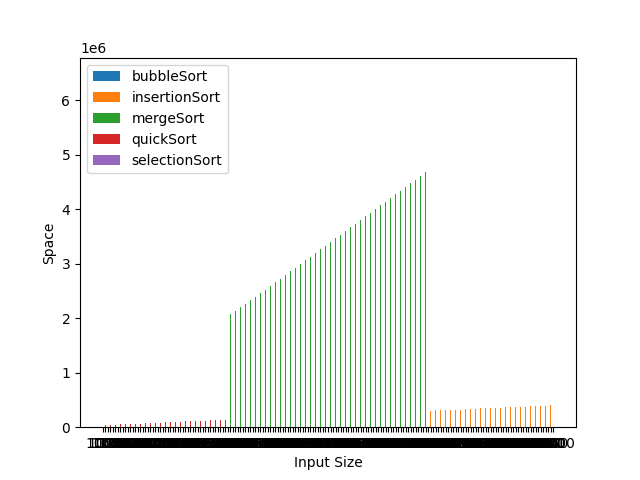 1e6
6
5
4
3
2
1
0
Space
bubbleSort
insertionSort
mergeSort
quickSort
selectionSort
Input Size